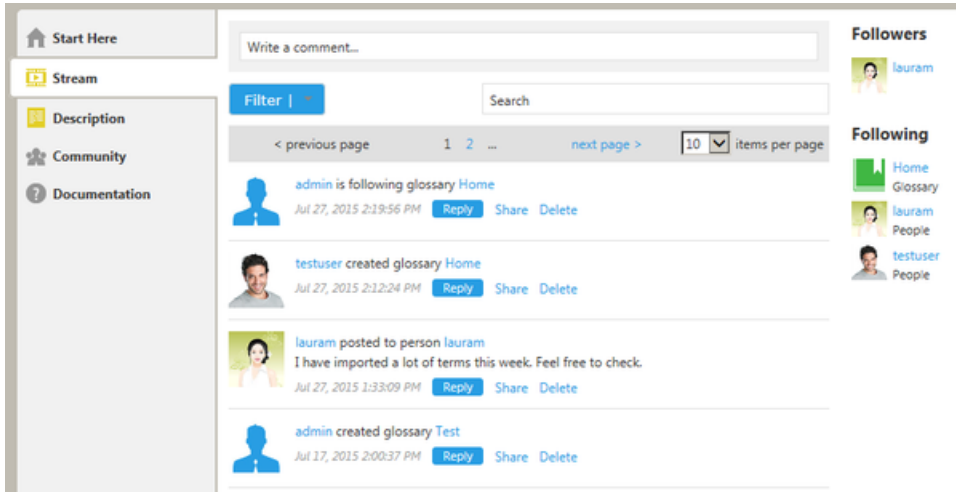 Start Here
Stream
Description
Community
Documentation
Write a comment...
Filter |
Search
< previous page 1 2 ... next page > 10 items per page
admin is following glossary Home
Jul 27, 2015 2:19:56 PM Reply Share Delete
testuser created glossary Home
Jul 27, 2015 2:12:24 PM Reply Share Delete
lauram posted to person lauram
I have imported a lot of terms this week. Feel free to check.
Jul 27, 2015 1:33:09 PM Reply Share Delete
admin created glossary Test
Jul 17, 2015 2:00:37 PM Reply Share Delete
Followers
lauram
Following
Home
Glossary
lauram
People
testuser
People